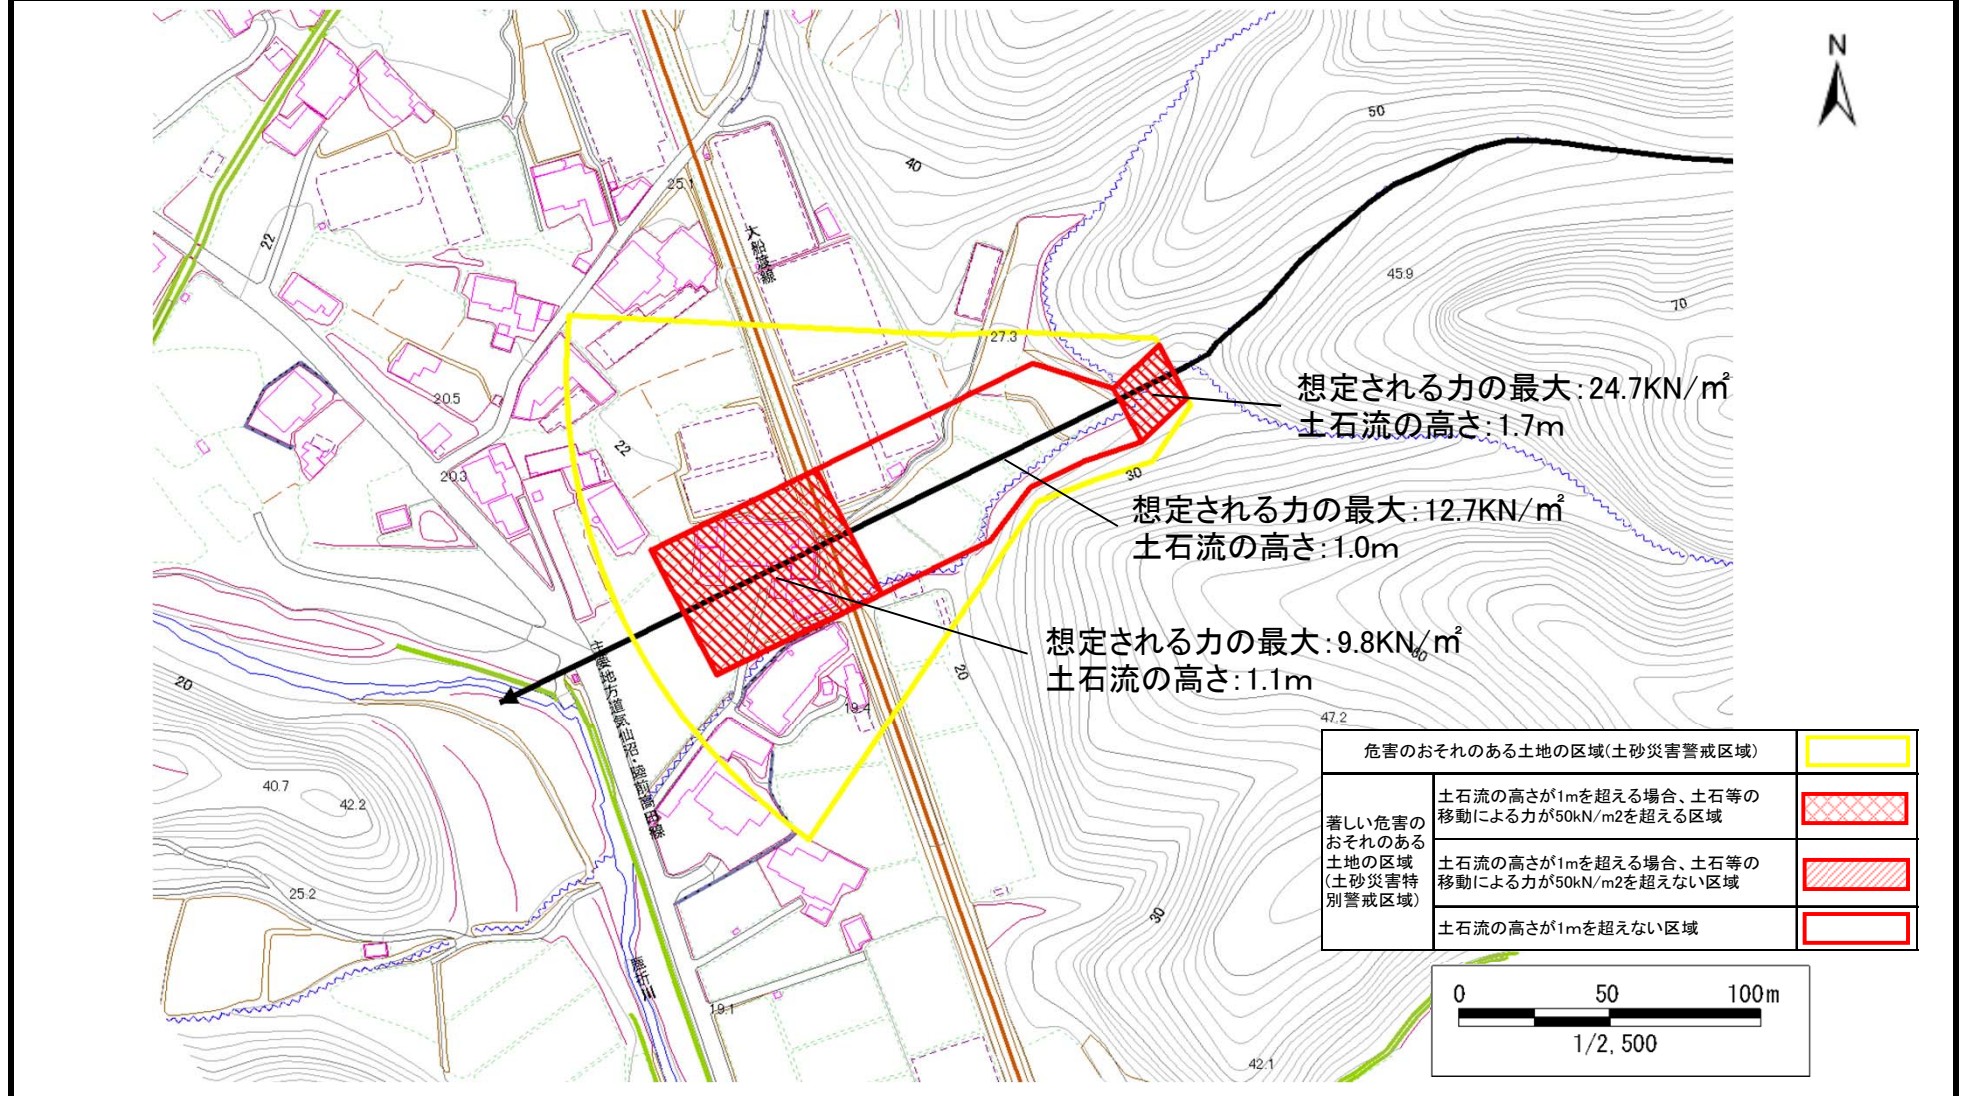 N
50
40
25.1
22
大船渡線
45.9
70
27.3
20.5
想定される力の最大:24.7KN/㎡
土石流の高さ:1.7m
22
20.3
30
想定される力の最大:12.7KN/㎡
土石流の高さ:1.0m
想定される力の最大:9.8KN/㎡
土石流の高さ:1.1m
20
20
19.4
47.2
主要地方道気仙沼・陸前高田線
40.7
42.2
25.2
30
19.1
42.1
危害のおそれのある土地の区域(土砂災害警戒区域)
著しい危害の
おそれのある
土地の区域
(土砂災害特
別警戒区域)
土石流の高さが1mを超える場合、土石等の
移動による力が50kN/m2を超える区域
土石流の高さが1mを超える場合、土石等の
移動による力が50kN/m2を超えない区域
土石流の高さが1mを超えない区域
0 50 100m
1/2,500